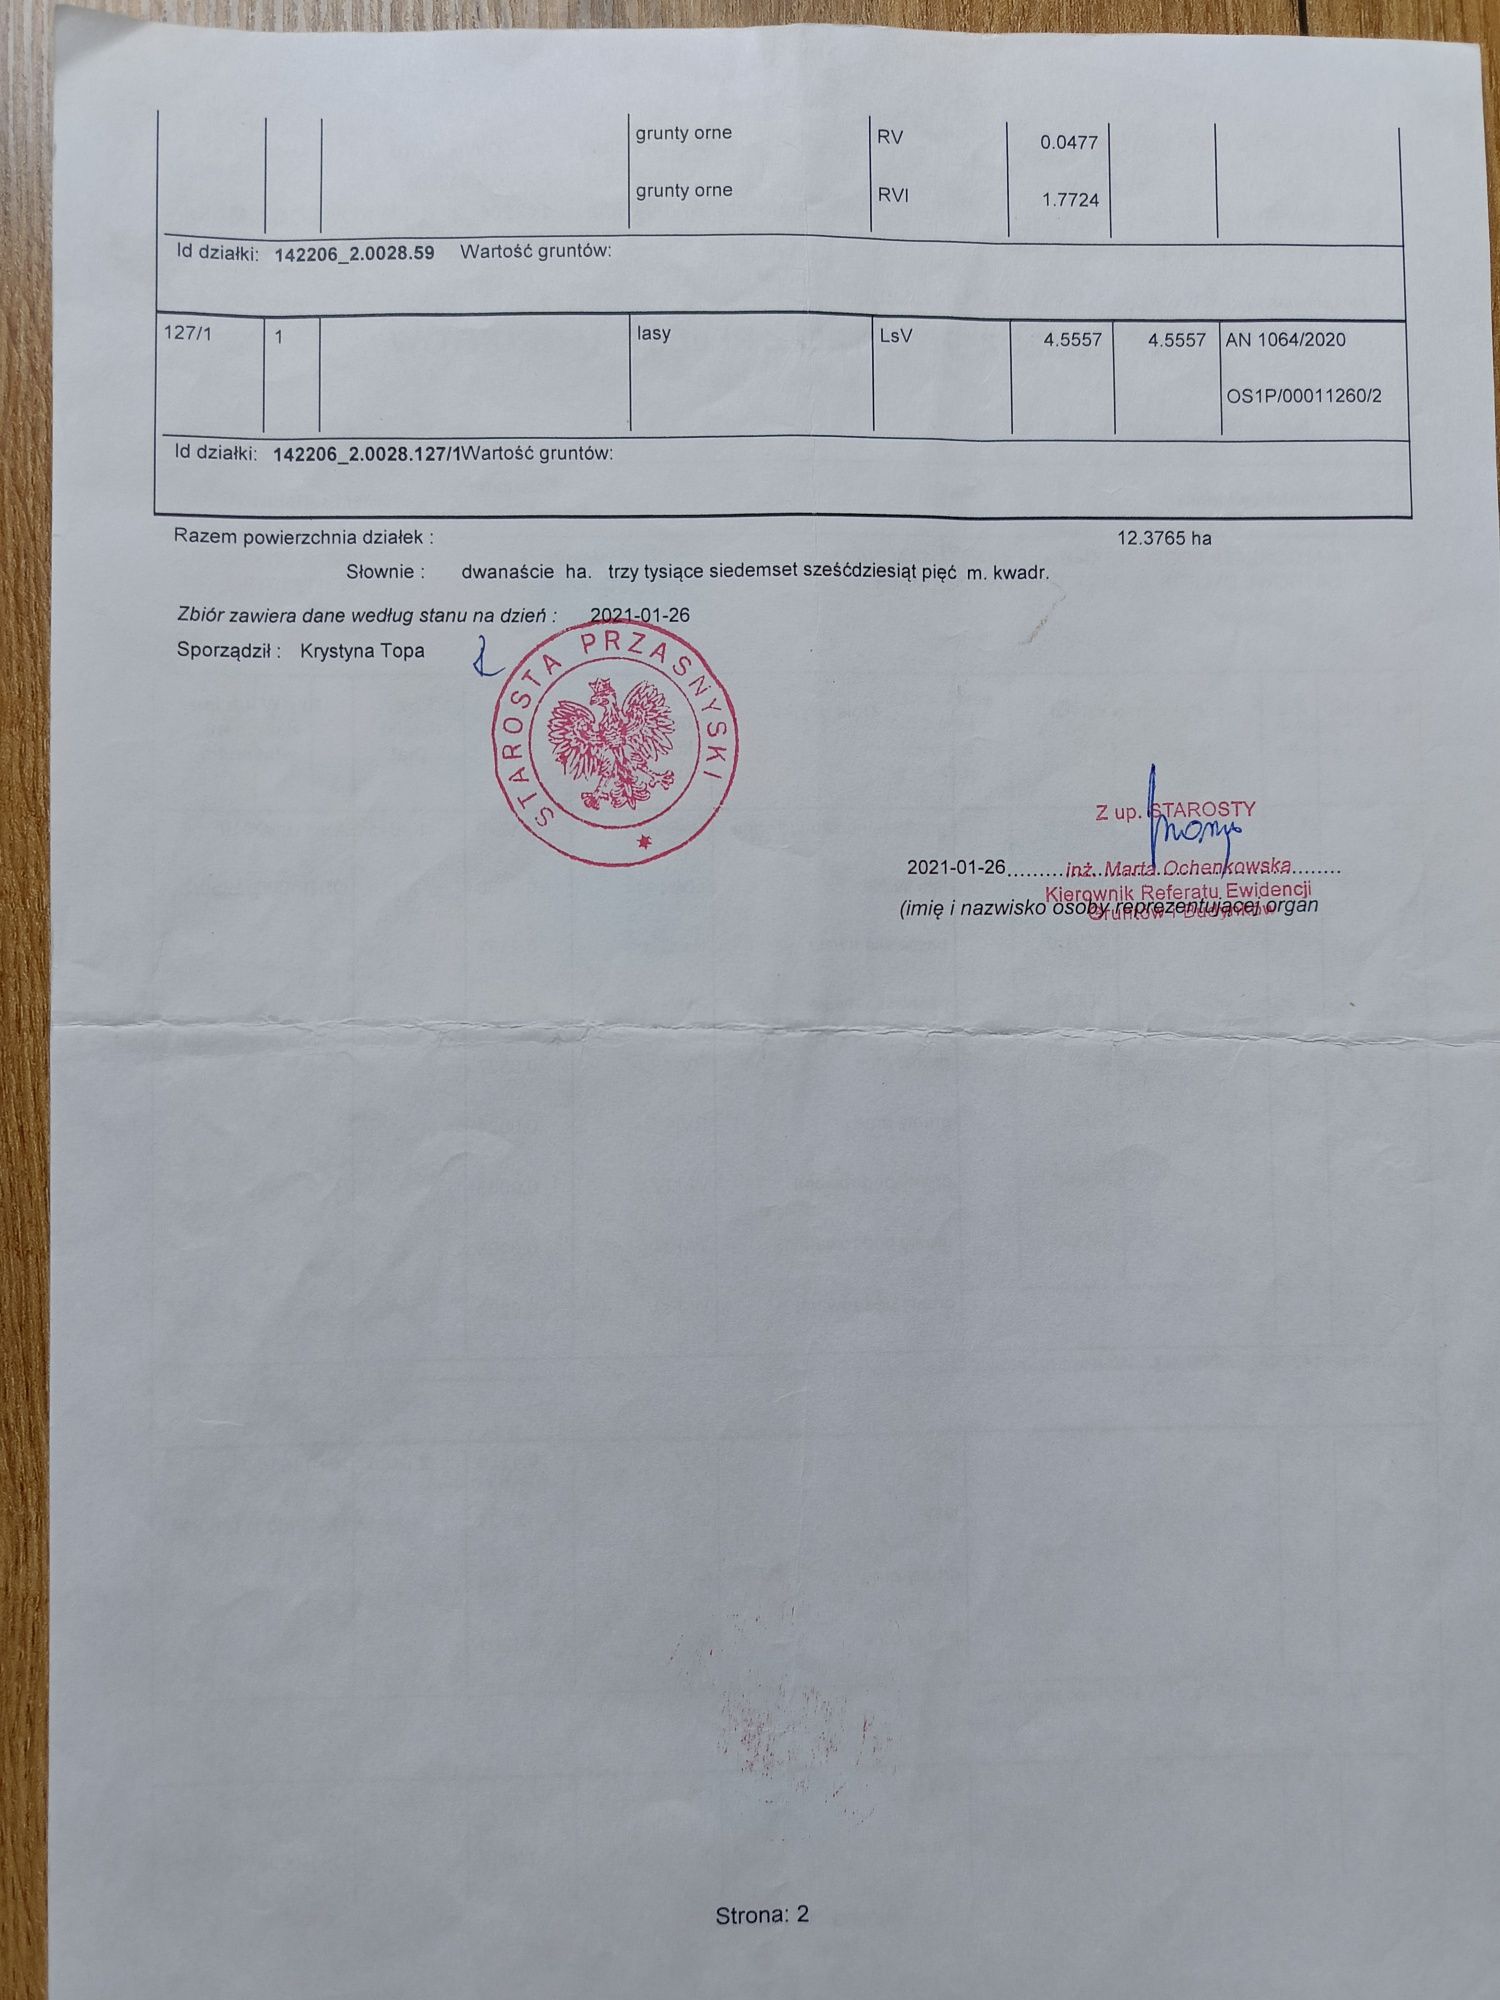 grunty orne RV 0.0477
grunty orne RVI 1.7724
Id działki: 142206_2.0028.59 Wartość gruntów:
127/1 1 lasy LsV 4.5557 4.5557 AN 1064/2020
OS1P/00011260/2
Id działki: 142206_2.0028.127/1Wartość gruntów:
Razem powierzchnia działek : 12.3765 ha
Słownie : dwanaście ha. trzy tysiące siedemset sześćdziesiąt pięć m. kwadr.
Zbiór zawiera dane według stanu na dzień : 2021-01-26
Sporządził : Krystyna Topa
STAROSTA PRZASNYSKI
Z up. STAROSTY
2021-01-26.........inż. Marta Ochenkowska........
Kierownik Referatu Ewidencji
Gruntów i Budynków
(imię i nazwisko osoby reprezentującej organ
Strona: 2